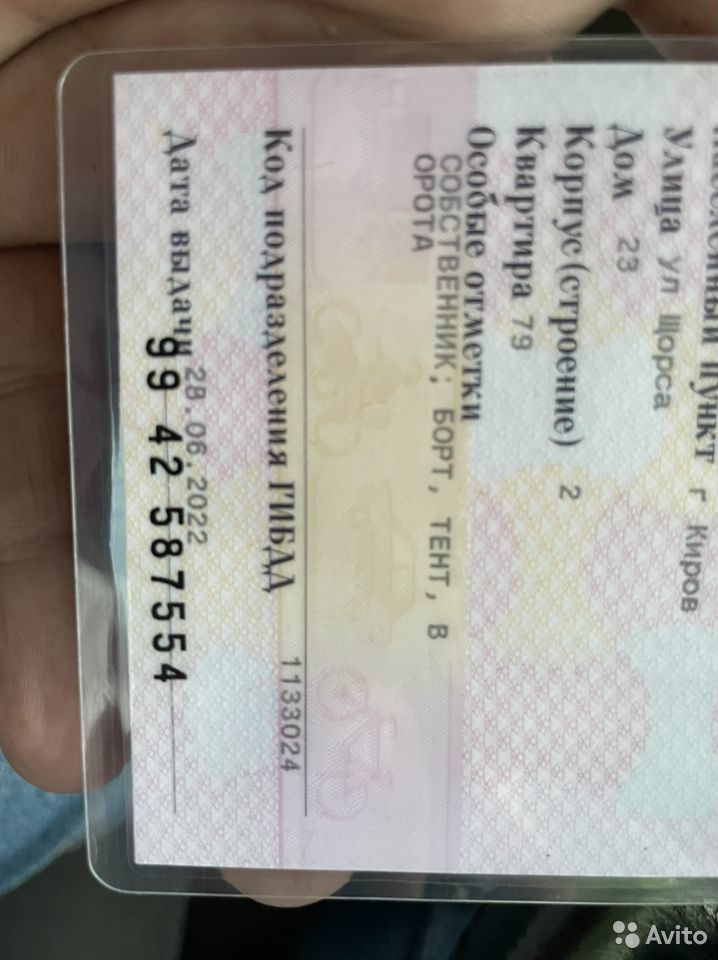 населенный пункт г Киров
Улица ул Щорса
Дом 23
Корпус(строение) 2
Квартира 79
Особые отметки
СОБСТВЕННИК; БОРТ, ТЕНТ, В
ОРОТА
Код подразделения ГИБДД 1133024
Дата выдачи 28.06.2022
99 42 587554
Avito